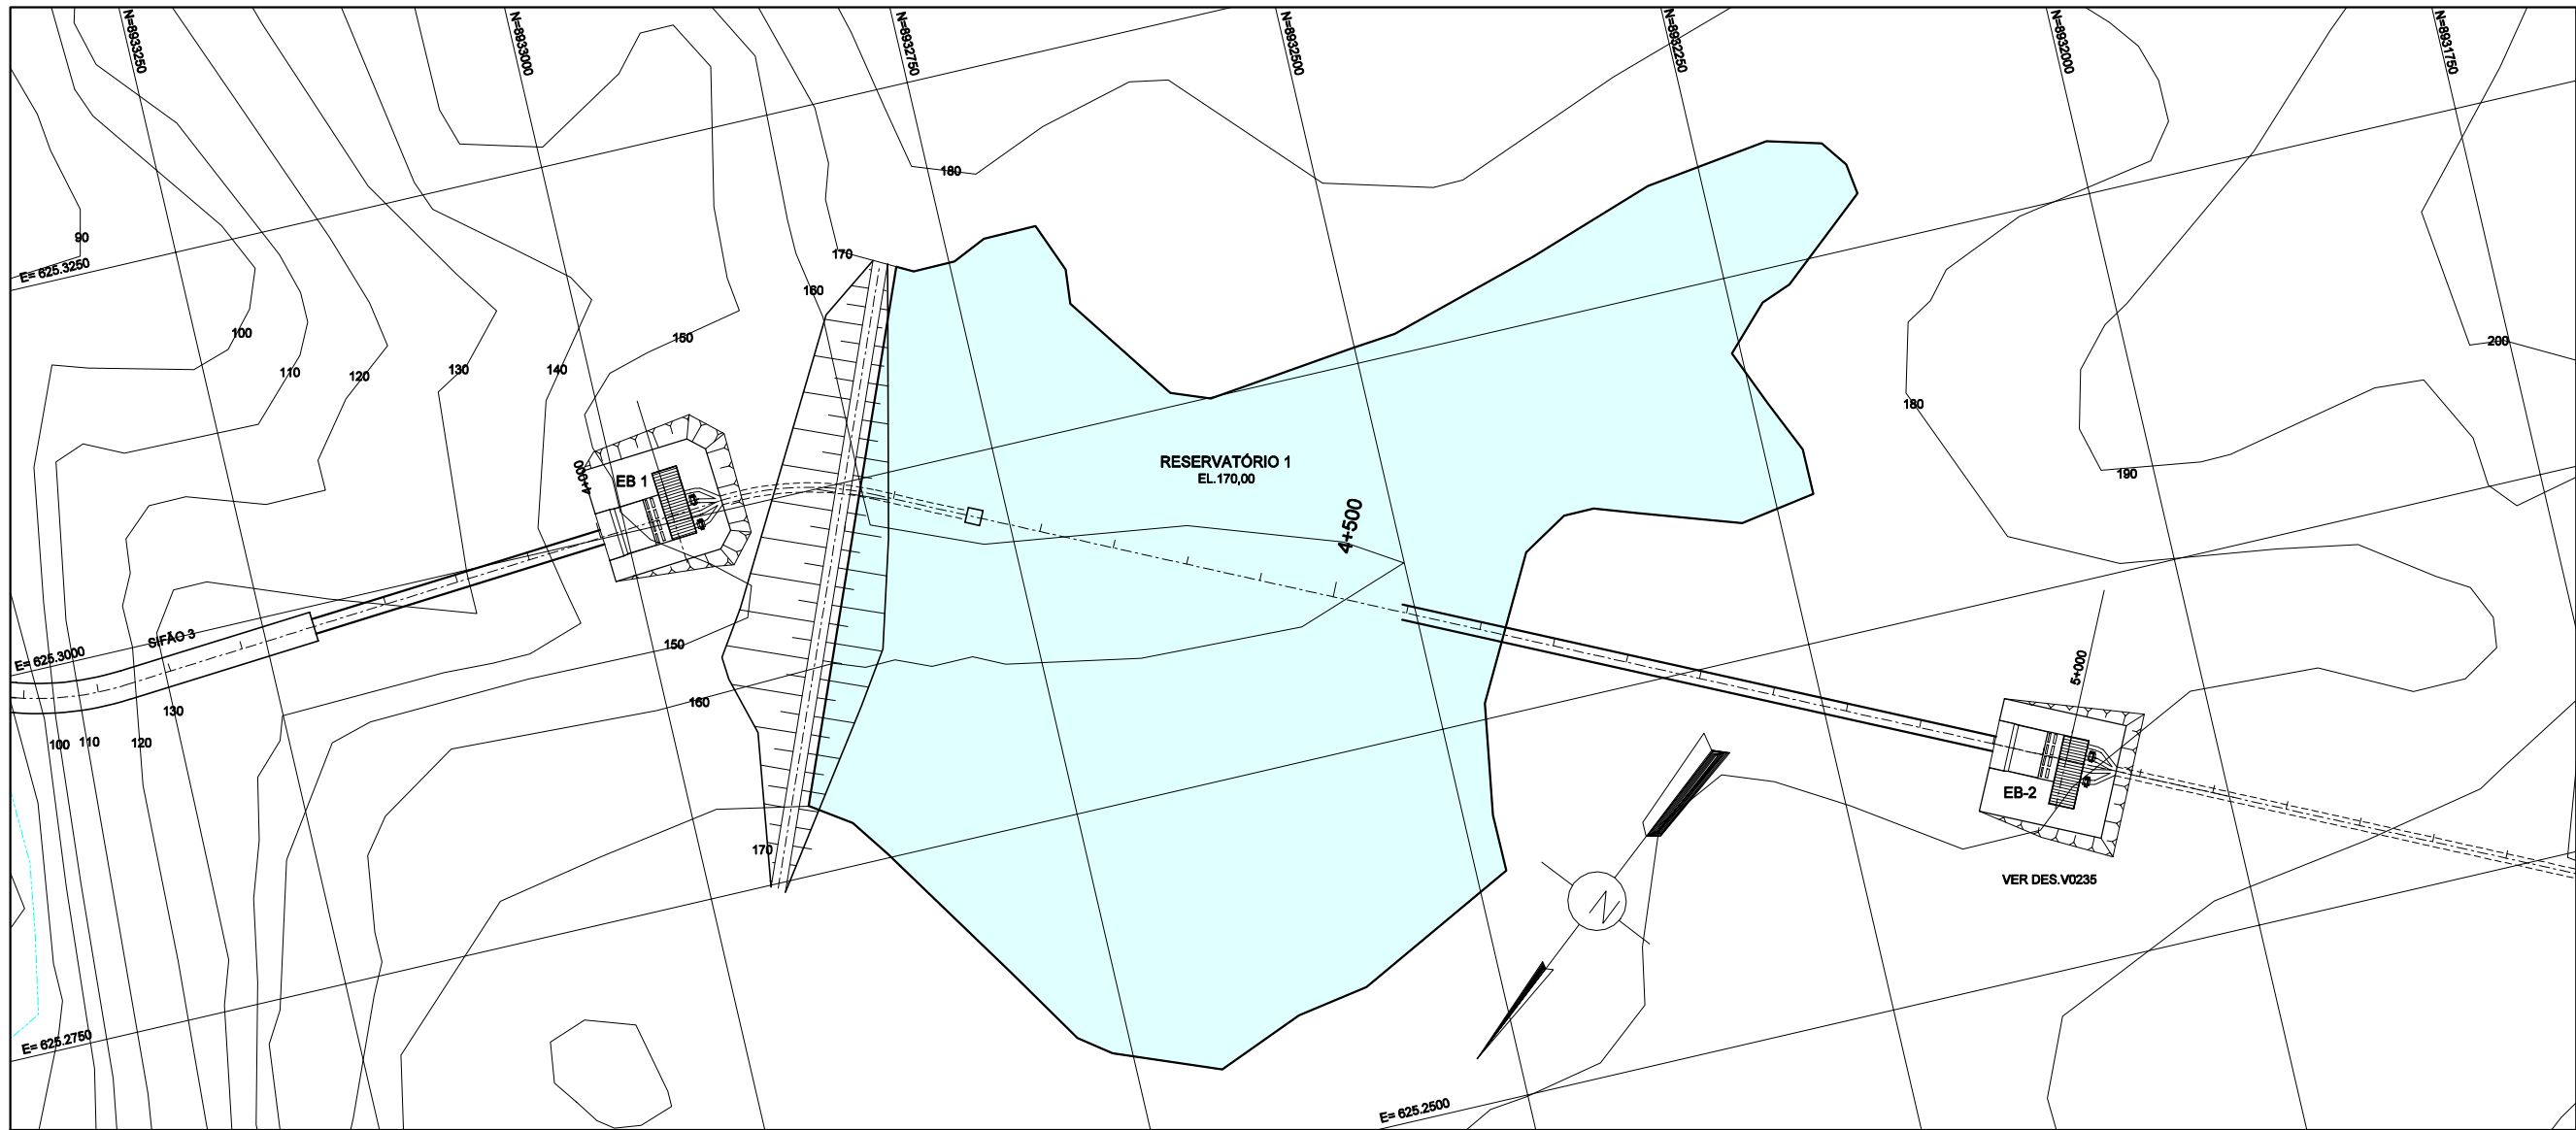 N=8933250
N=8933000
N=8932750
N=8932500
N=8932250
N=8932000
N=8931750
180
90
E= 625.3250
170
160
100
150
110
120
130
140
200
180
190
RESERVATÓRIO 1
EL.170,00
4+000
EB 1
4+500
SIFÃO 3
E= 625.3000
150
5+000
160
130
100
110
120
EB-2
170
VER DES.V0235
N
E= 625.2750
E= 625.2500